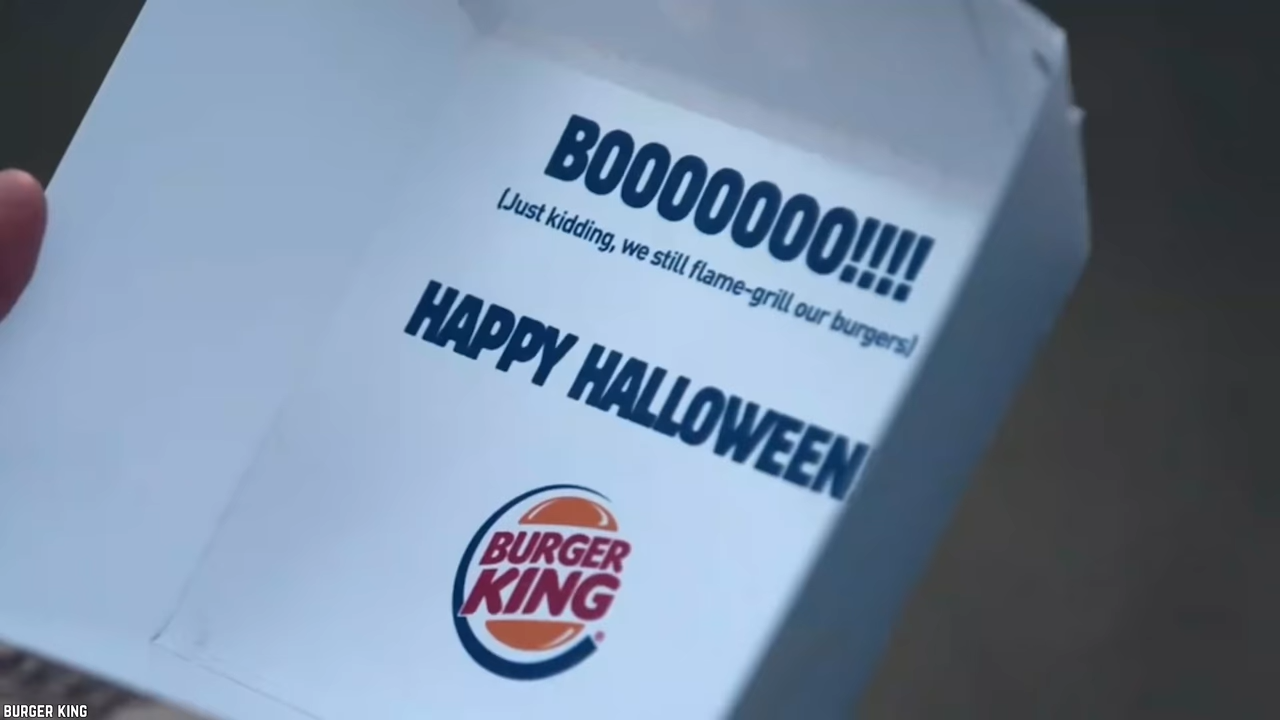 BOOOOOOO!!!!
(Just kidding, we still flame-grill our burgers)
HAPPY HALLOWEEN
BURGER
KING
®
BURGER KING